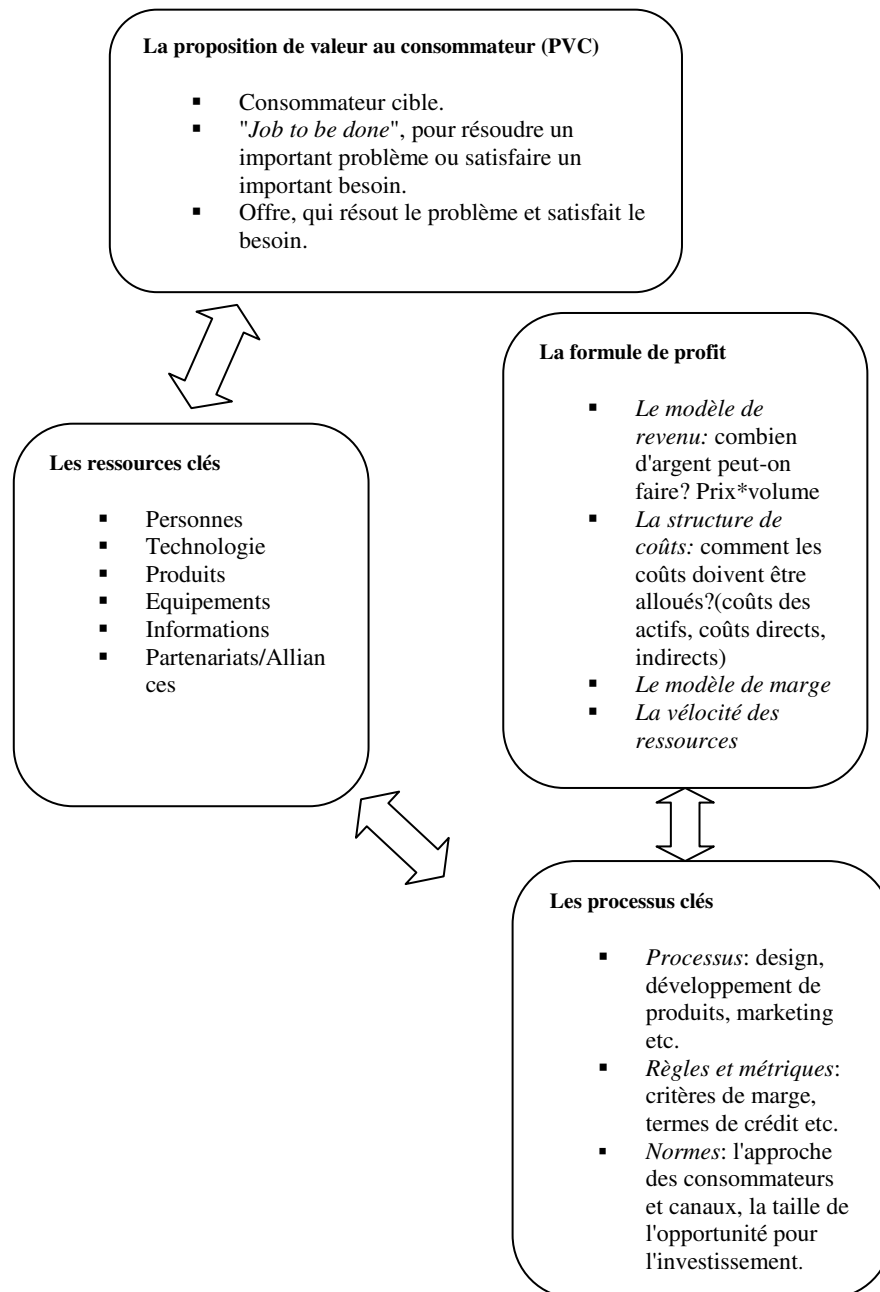 La proposition de valeur au consommateur (PVC)
▪ Consommateur cible.
▪ "Job to be done", pour résoudre un
important problème ou satisfaire un
important besoin.
▪ Offre, qui résout le problème et satisfait le
besoin.
La formule de profit
▪ Le modèle de
revenu: combien
d'argent peut-on
faire? Prix*volume
▪ La structure de
coûts: comment les
coûts doivent être
alloués?(coûts des
actifs, coûts directs,
indirects)
▪ Le modèle de marge
▪ La vélocité des
ressources
Les ressources clés
▪ Personnes
▪ Technologie
▪ Produits
▪ Equipements
▪ Informations
▪ Partenariats/Allian
ces
Les processus clés
▪ Processus: design,
développement de
produits, marketing
etc.
▪ Règles et métriques:
critères de marge,
termes de crédit etc.
▪ Normes: l'approche
des consommateurs
et canaux, la taille de
l'opportunité pour
l'investissement.